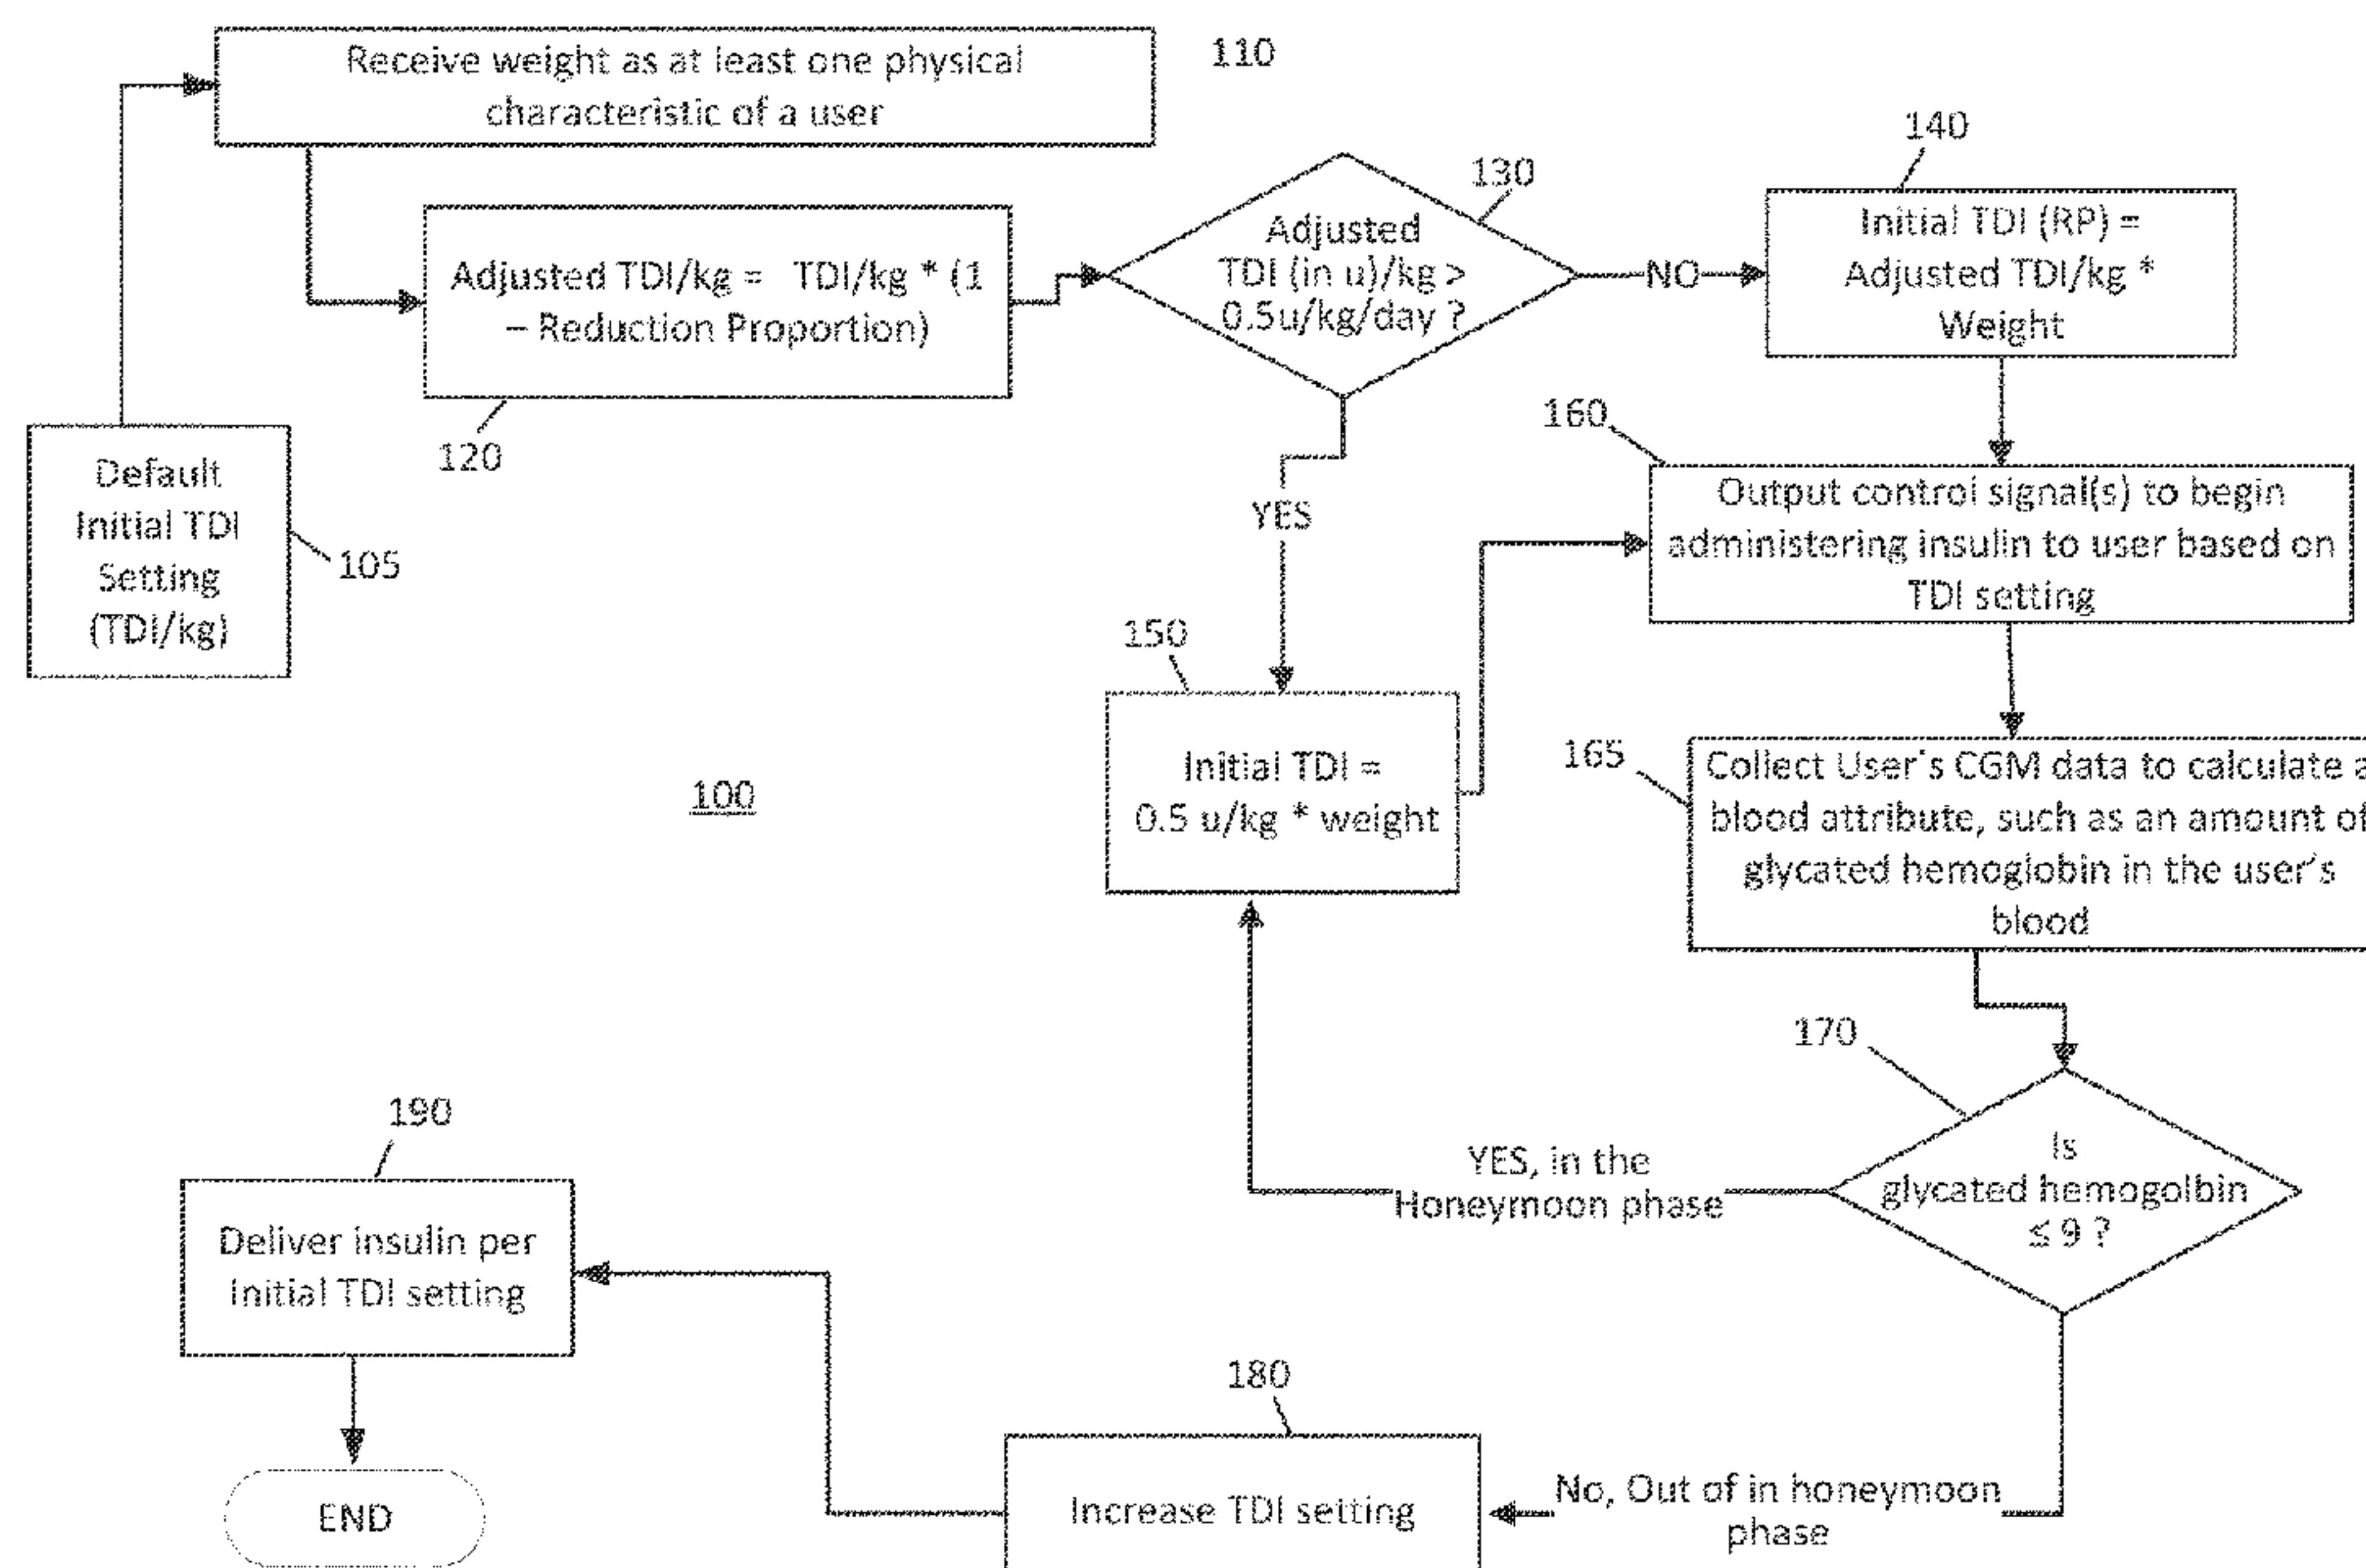 Receive weight as at least one physical
characteristic of a user
110
Default
Initial TDI
Setting
(TDI/kg)
105
Adjusted TDI/kg = TDI/kg * (1
– Reduction Proportion)
120
130
Adjusted
TDI (in u)/kg >
0.5u/kg/day ?
NO
YES
140
Initial TDI (RP) =
Adjusted TDI/kg *
Weight
150
Initial TDI =
0.5 u/kg * weight
160
Output control signal(s) to begin
administering insulin to user based on
TDI setting
165
Collect User's CGM data to calculate a
blood attribute, such as an amount of
glycated hemoglobin in the user's
blood
100
170
Is
glycated hemogolbin
≤ 9 ?
YES, in the
Honeymoon phase
No, Out of in honeymoon
phase
180
Increase TDI setting
190
Deliver insulin per
Initial TDI setting
END